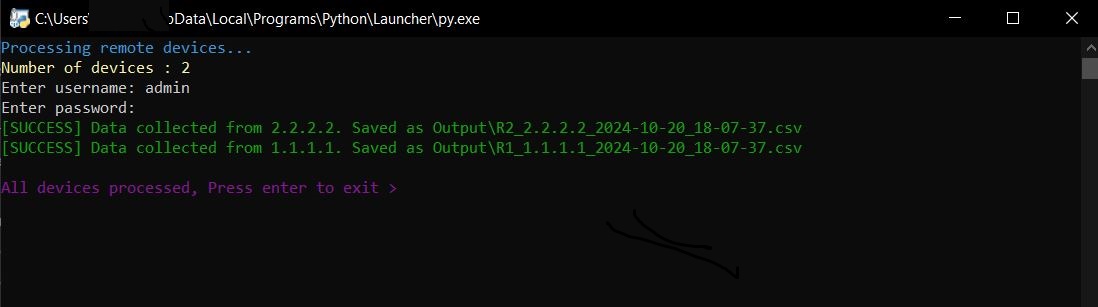 C:\Users\ oData\Local\Programs\Python\Launcher\py.exe
Processing remote devices...
Number of devices : 2
Enter username: admin
Enter password:
[SUCCESS] Data collected from 2.2.2.2. Saved as Output\R2_2.2.2.2_2024-10-20_18-07-37.csv
[SUCCESS] Data collected from 1.1.1.1. Saved as Output\R1_1.1.1.1_2024-10-20_18-07-37.csv
All devices processed, Press enter to exit >